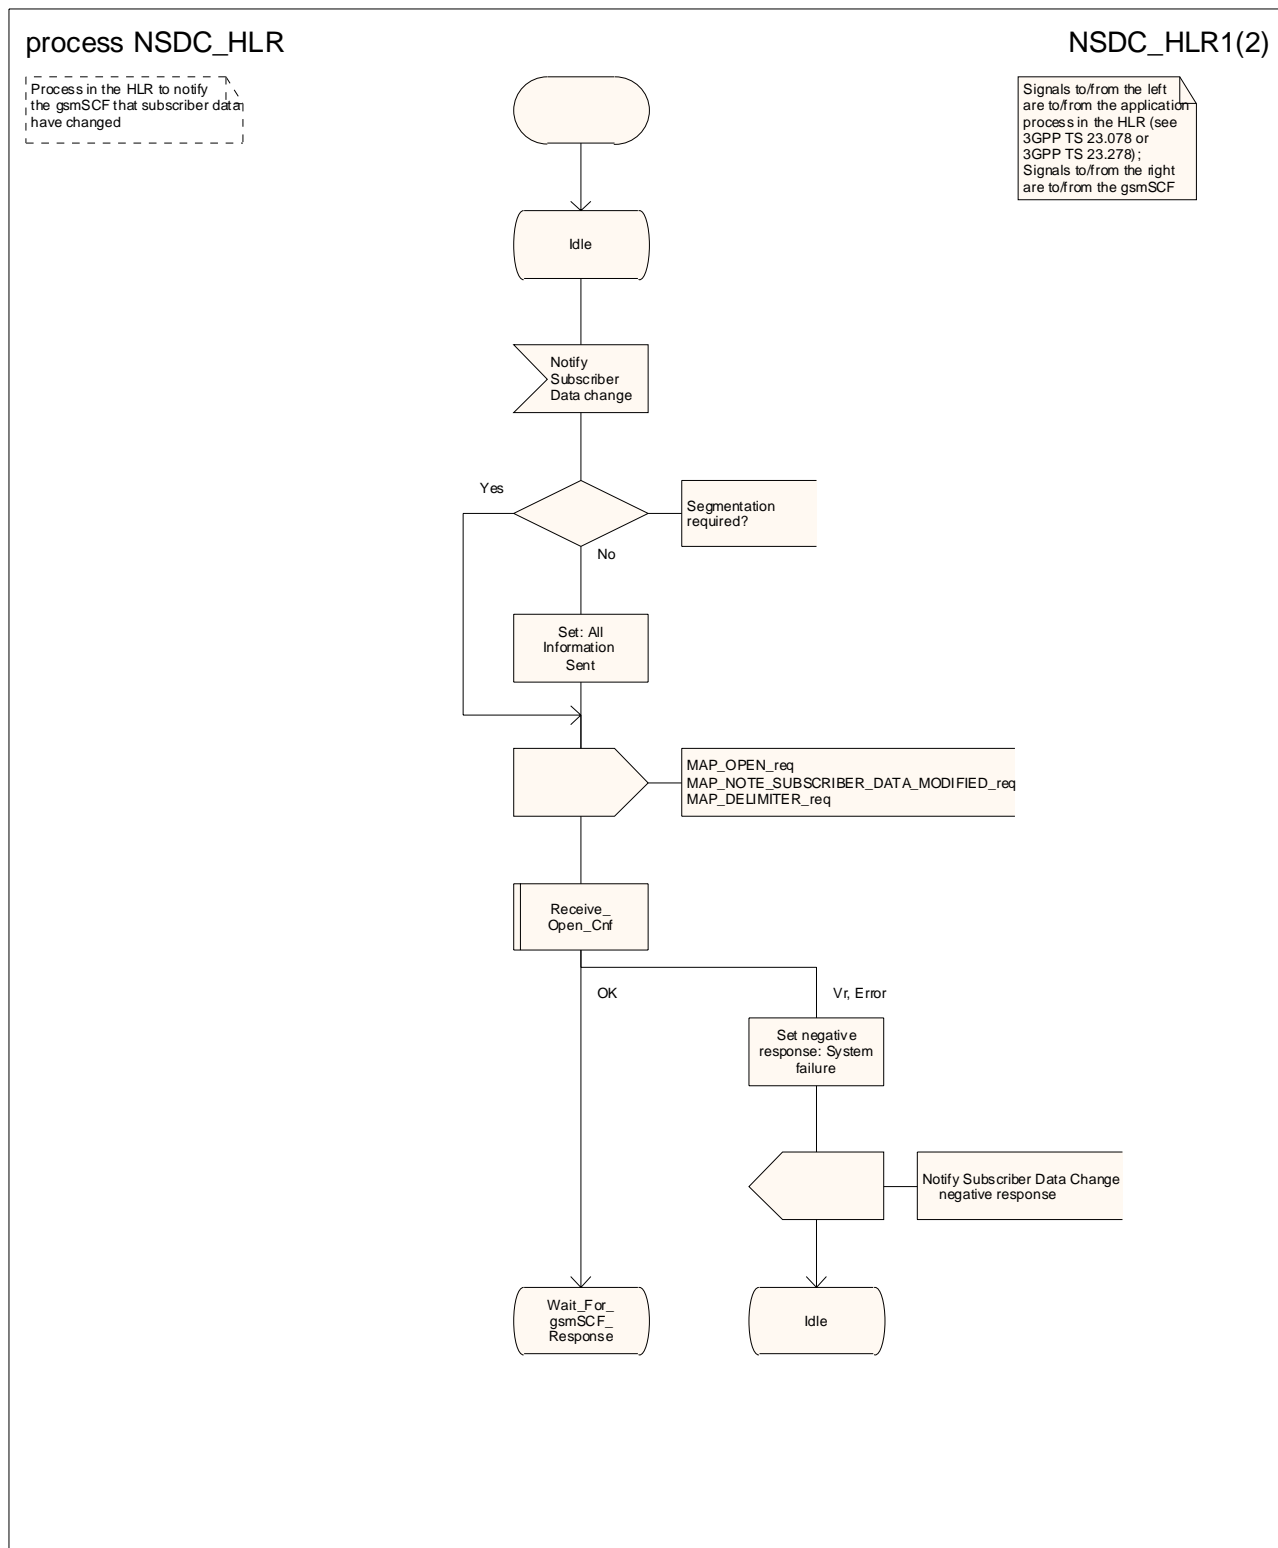 process NSDC_HLR
NSDC_HLR1(2)
Process in the HLR to notify
the gsmSCF that subscriber data
have changed
Signals to/from the left
are to/from the application
process in the HLR (see
3GPP TS 23.078 or
3GPP TS 23.278);
Signals to/from the right
are to/from the gsmSCF
Idle
Notify
Subscriber
Data change
Yes
Segmentation
required?
No
Set: All
Information
Sent
MAP_OPEN_req
MAP_NOTE_SUBSCRIBER_DATA_MODIFIED_req
MAP_DELIMITER_req
Receive_
Open_Cnf
OK
Vr, Error
Set negative
response: System
failure
Notify Subscriber Data Change
negative response
Wait_For_
gsmSCF_
Response
Idle